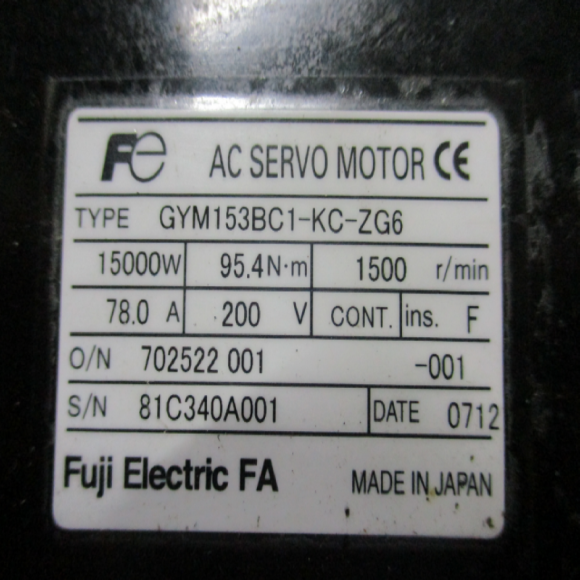 Fe AC SERVO MOTOR CE
TYPE GYM153BC1-KC-ZG6
15000W 95.4N·m 1500 r/min
78.0 A 200 V CONT. ins. F
O/N 702522 001 -001
S/N 81C340A001 DATE 0712
Fuji Electric FA MADE IN JAPAN